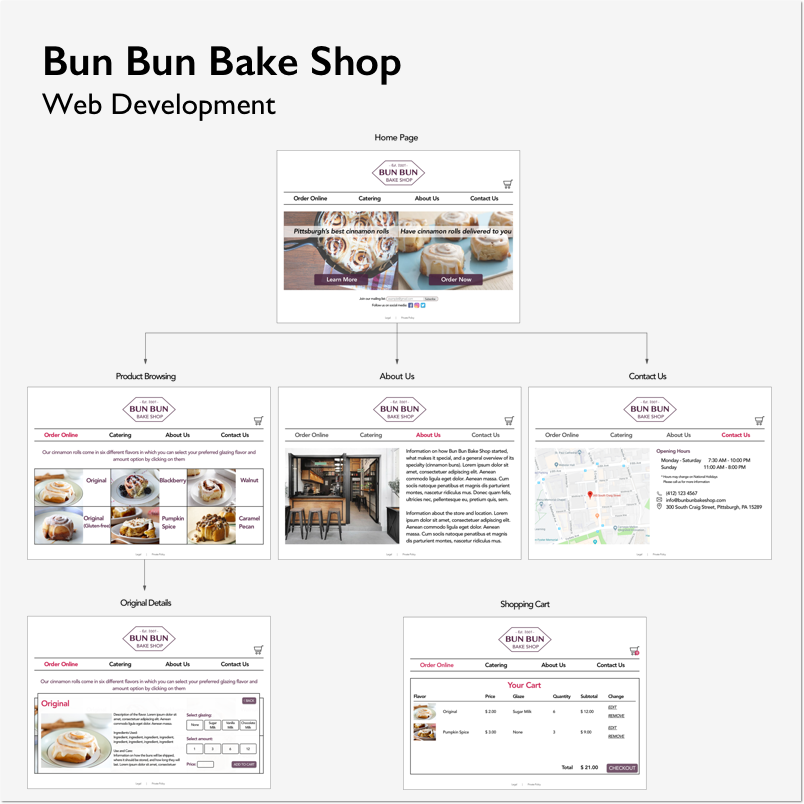 Bun Bun Bake Shop
Web Development
Home Page
- Est. 2007 -
BUN BUN
BAKE SHOP
Order Online Catering About Us Contact Us
Pittsburgh's best cinnamon rolls Have cinnamon rolls delivered to you
Learn More Order Now
Join our mailing list:
Follow us on social media:
Legal | Private Policy
Product Browsing
- Est. 2007 -
BUN BUN
BAKE SHOP
Order Online Catering About Us Contact Us
Our cinnamon rolls come in six different flavors in which you can select your preferred glazing flavor and
amount option by clicking on them
Original Blackberry Walnut
Original
(Gluten-free)
Pumpkin
Spice
Caramel
Pecan
Legal | Private Policy
About Us
- Est. 2007 -
BUN BUN
BAKE SHOP
Order Online Catering About Us Contact Us
Information on how Bun Bun Bake Shop started,
what makes it special, and a general overview of its
specialty (cinnamon buns). Lorem ipsum dolor sit
amet, consectetuer adipiscing elit. Aenean
commodo ligula eget dolor. Aenean massa. Cum
sociis natoque penatibus et magnis dis parturient
montes, nascetur ridiculus mus. Donec quam felis,
ultricies nec, pellentesque eu, pretium quis, sem.
Information about the store and location. Lorem
ipsum dolor sit amet, consectetuer adipiscing elit.
Aenean commodo ligula eget dolor. Aenean
massa. Cum sociis natoque penatibus et magnis
dis parturient montes, nascetur ridiculus mus.
Legal | Private Policy
Contact Us
- Est. 2007 -
BUN BUN
BAKE SHOP
Order Online Catering About Us Contact Us
Opening Hours
Monday - Saturday 7:30 AM - 10:00 PM
Sunday 11:00 AM - 8:00 PM
* Hours may change on National holidays
Please call us for more information
(412) 123 4567
info@bunbunbakeshop.com
300 South Craig Street, Pittsburgh, PA 15289
300 South Craig Street
Legal | Private Policy
Original Details
- Est. 2007 -
BUN BUN
BAKE SHOP
Order Online Catering About Us Contact Us
Our cinnamon rolls come in six different flavors in which you can select your preferred glazing flavor and
amount option by clicking on them
Original
BACK
Description of the flavor. Lorem ipsum dolor sit
amet, consectetuer adipiscing elit. Aenean
commodo ligula eget dolor. Aenean massa.
Ingredients Used:
Ingredient, ingredient, ingredient, ingredient,
ingredient, ingredient, ingredient, ingredient
Use and Care:
Information on how the buns will be shipped,
where it should be stored, and how long they will
last. Lorem ipsum dolor sit amet, consectetuer
Select glazing:
None
Sugar
Milk
Vanilla
Milk
Chocolate
Milk
Select amount:
1 3 6 12
Price:
ADD TO CART
Legal | Private Policy
Shopping Cart
- Est. 2007 -
BUN BUN
BAKE SHOP
Order Online Catering About Us Contact Us
Your Cart
Flavor Price Glaze Quantity Subtotal Change
Original $ 2.00 Sugar Milk 6 $ 12.00
EDIT
REMOVE
Pumpkin Spice $ 3.00 None 3 $ 9.00
EDIT
REMOVE
Total $ 21.00 CHECKOUT
Legal | Private Policy